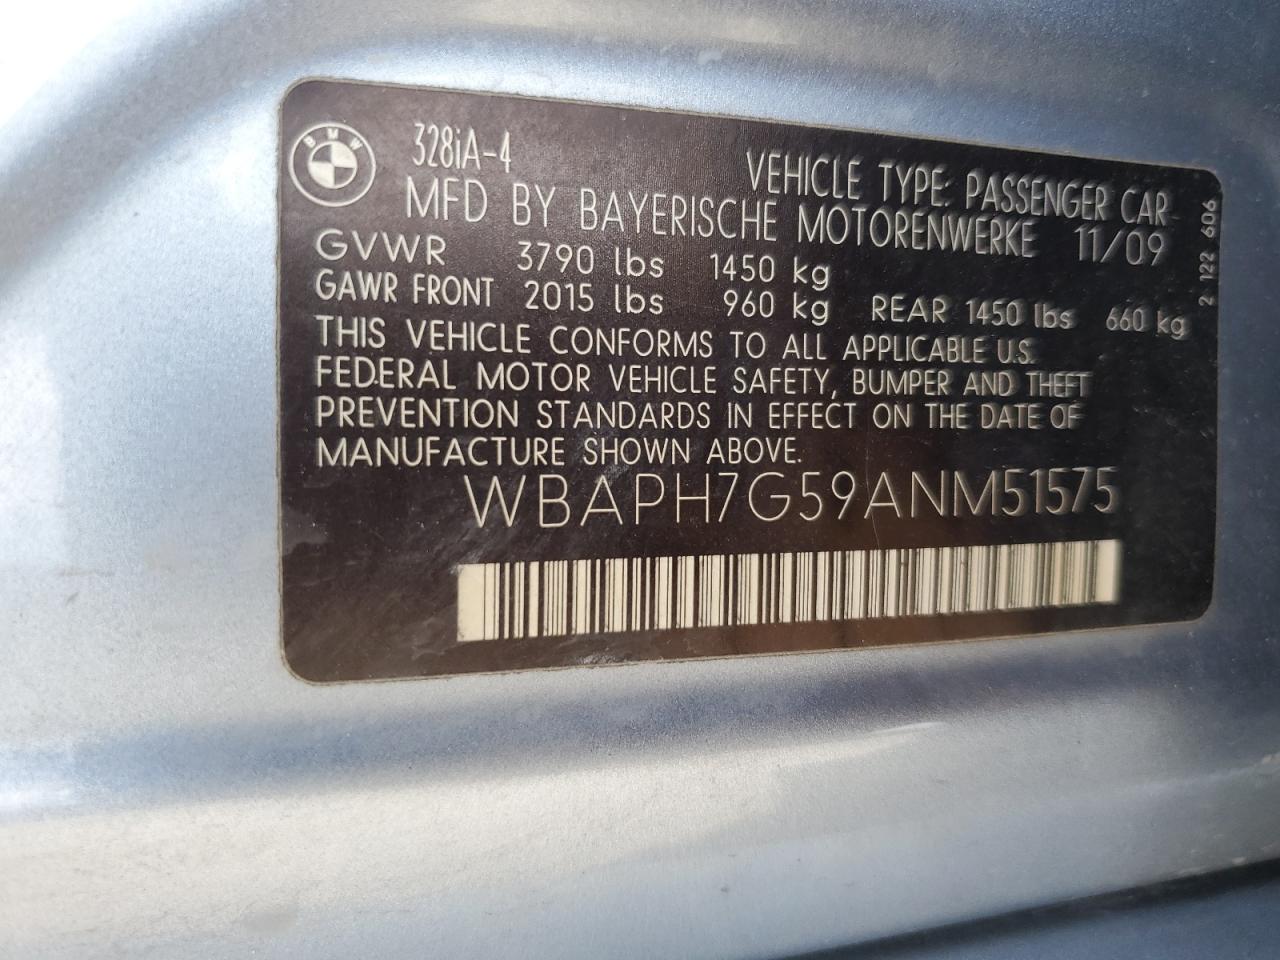 BMW
328iA-4
VEHICLE TYPE: PASSENGER CAR
MFD BY BAYERISCHE MOTORENWERKE 11/09
GVWR 3790 lbs 1450 kg
GAWR FRONT 2015 lbs 960 kg REAR 1450 lbs 660 kg
THIS VEHICLE CONFORMS TO ALL APPLICABLE U.S.
FEDERAL MOTOR VEHICLE SAFETY, BUMPER AND THEFT
PREVENTION STANDARDS IN EFFECT ON THE DATE OF
MANUFACTURE SHOWN ABOVE.
WBAPH7G59ANM51575
2 122 606